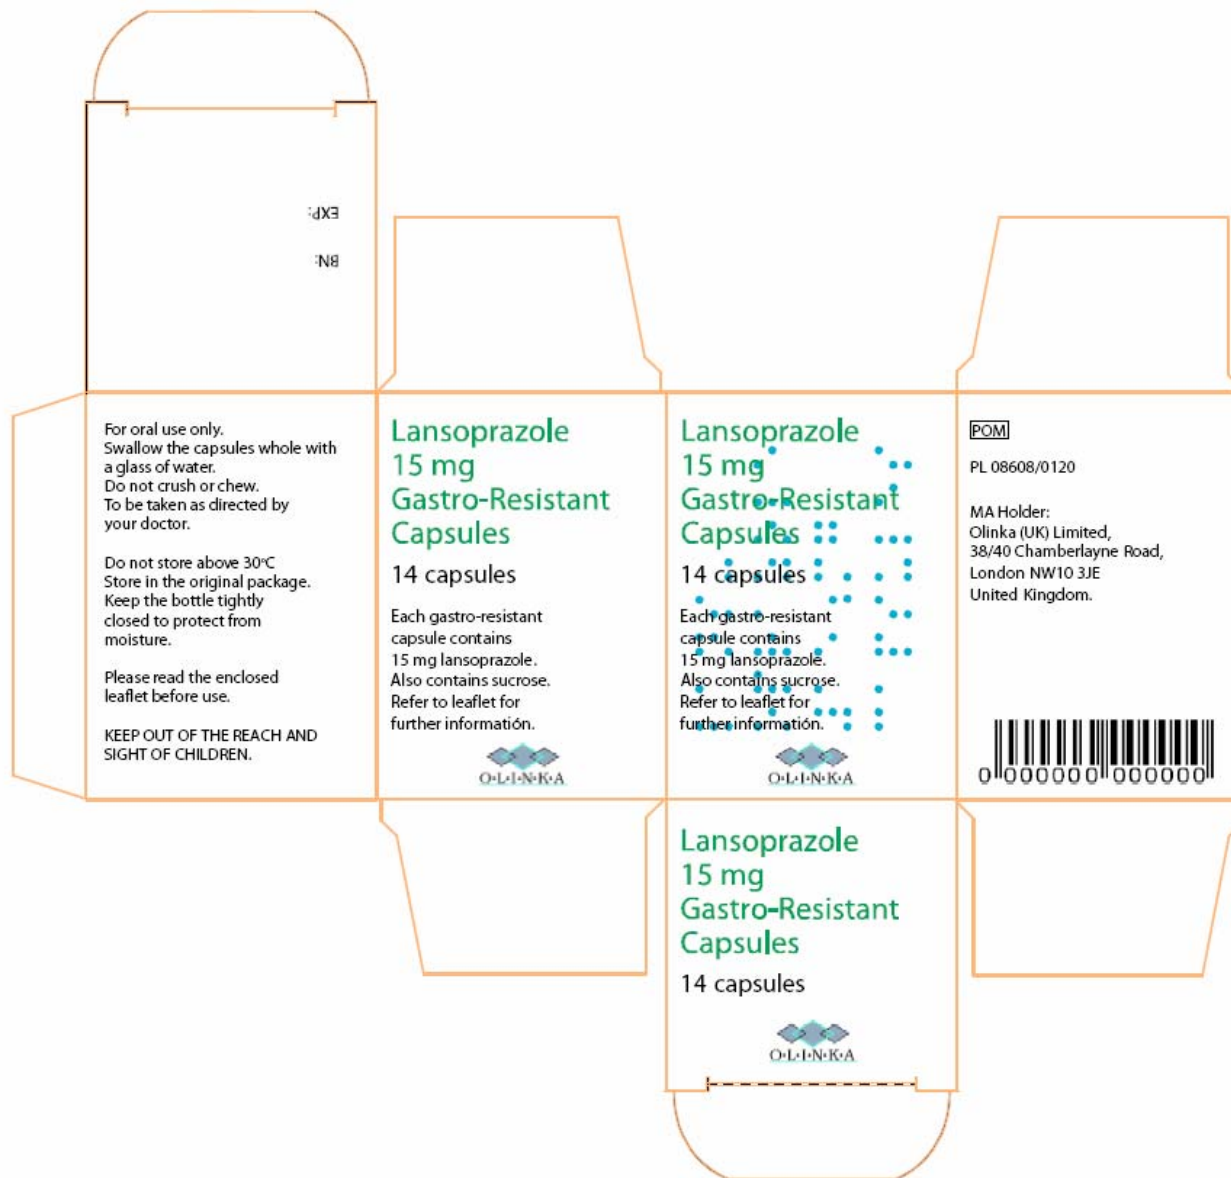 EXP:
BN:
For oral use only.
Swallow the capsules whole with
a glass of water.
Do not crush or chew.
To be taken as directed by
your doctor.
Do not store above 30°C
Store in the original package.
Keep the bottle tightly
closed to protect from
moisture.
Please read the enclosed
leaflet before use.
KEEP OUT OF THE REACH AND
SIGHT OF CHILDREN.
Lansoprazole
15 mg
Gastro-Resistant
Capsules
14 capsules
Each gastro-resistant
capsule contains
15 mg lansoprazole.
Also contains sucrose.
Refer to leaflet for
further informatión.
O•L•I•N•K•A
Lansoprazole
15 mg
Gastro-Resistant
Capsules
14 capsules
Each gastro-resistant
capsule contains
15 mg lansoprazole.
Also contains sucrose.
Refer to leaflet for
further informatión.
O•L•I•N•K•A
POM
PL 08608/0120
MA Holder:
Olinka (UK) Limited,
38/40 Chamberlayne Road,
London NW10 3JE
United Kingdom.
0 000000 000000
Lansoprazole
15 mg
Gastro-Resistant
Capsules
14 capsules
O•L•I•N•K•A